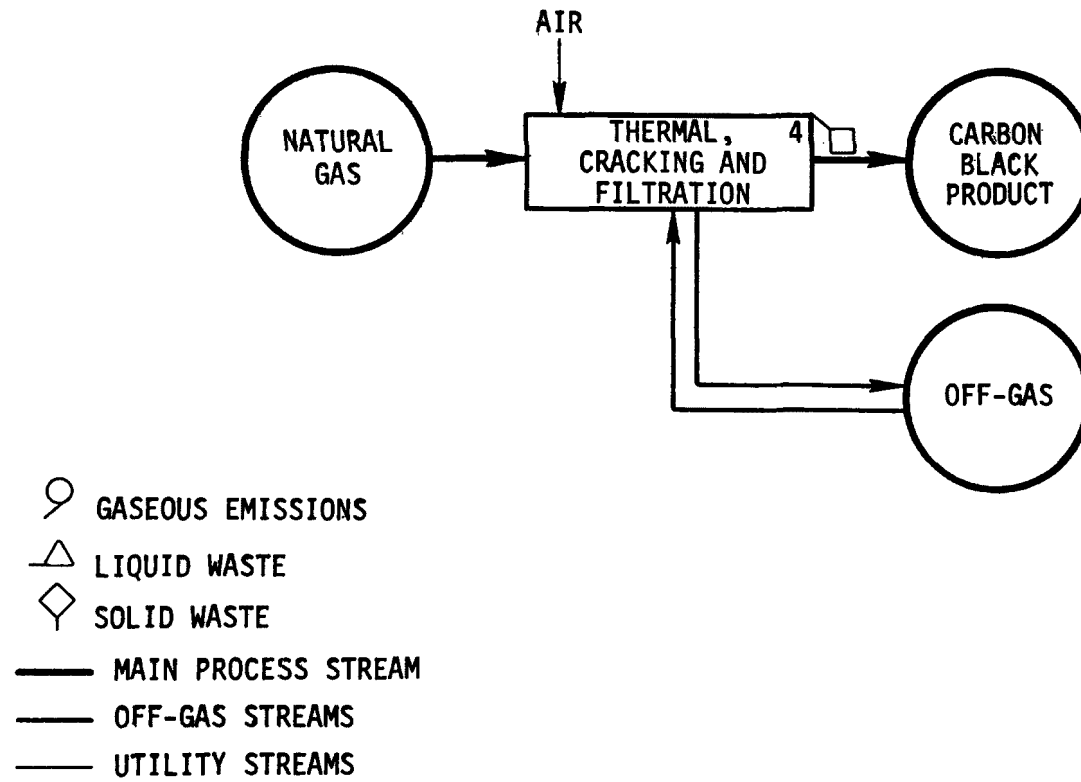 AIR
NATURAL
GAS
THERMAL, 4
CRACKING AND
FILTRATION
CARBON
BLACK
PRODUCT
OFF-GAS
GASEOUS EMISSIONS
LIQUID WASTE
SOLID WASTE
MAIN PROCESS STREAM
OFF-GAS STREAMS
UTILITY STREAMS